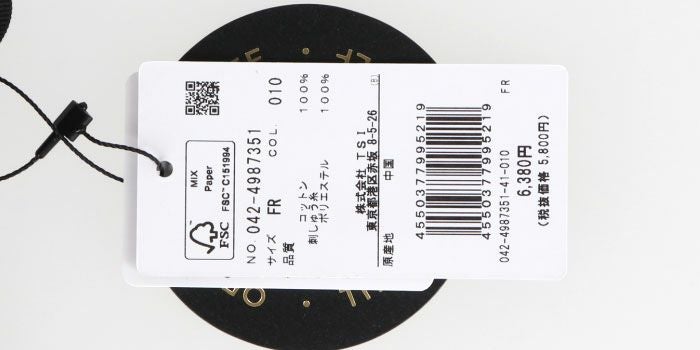 MIX
Paper
FSC™ C151994
FSC
NO. 042-4987351
サイズ FR COL. 010
品質
コットン 100%
刺しゅう糸
ポリエステル 100%
(B)
株式会社 TSI
東京都港区赤坂 8-5-26
原産地 中国
4550377995219
4550377995219
042-4987351-41-010 FR
6,380円
(税抜価格 5,800円)